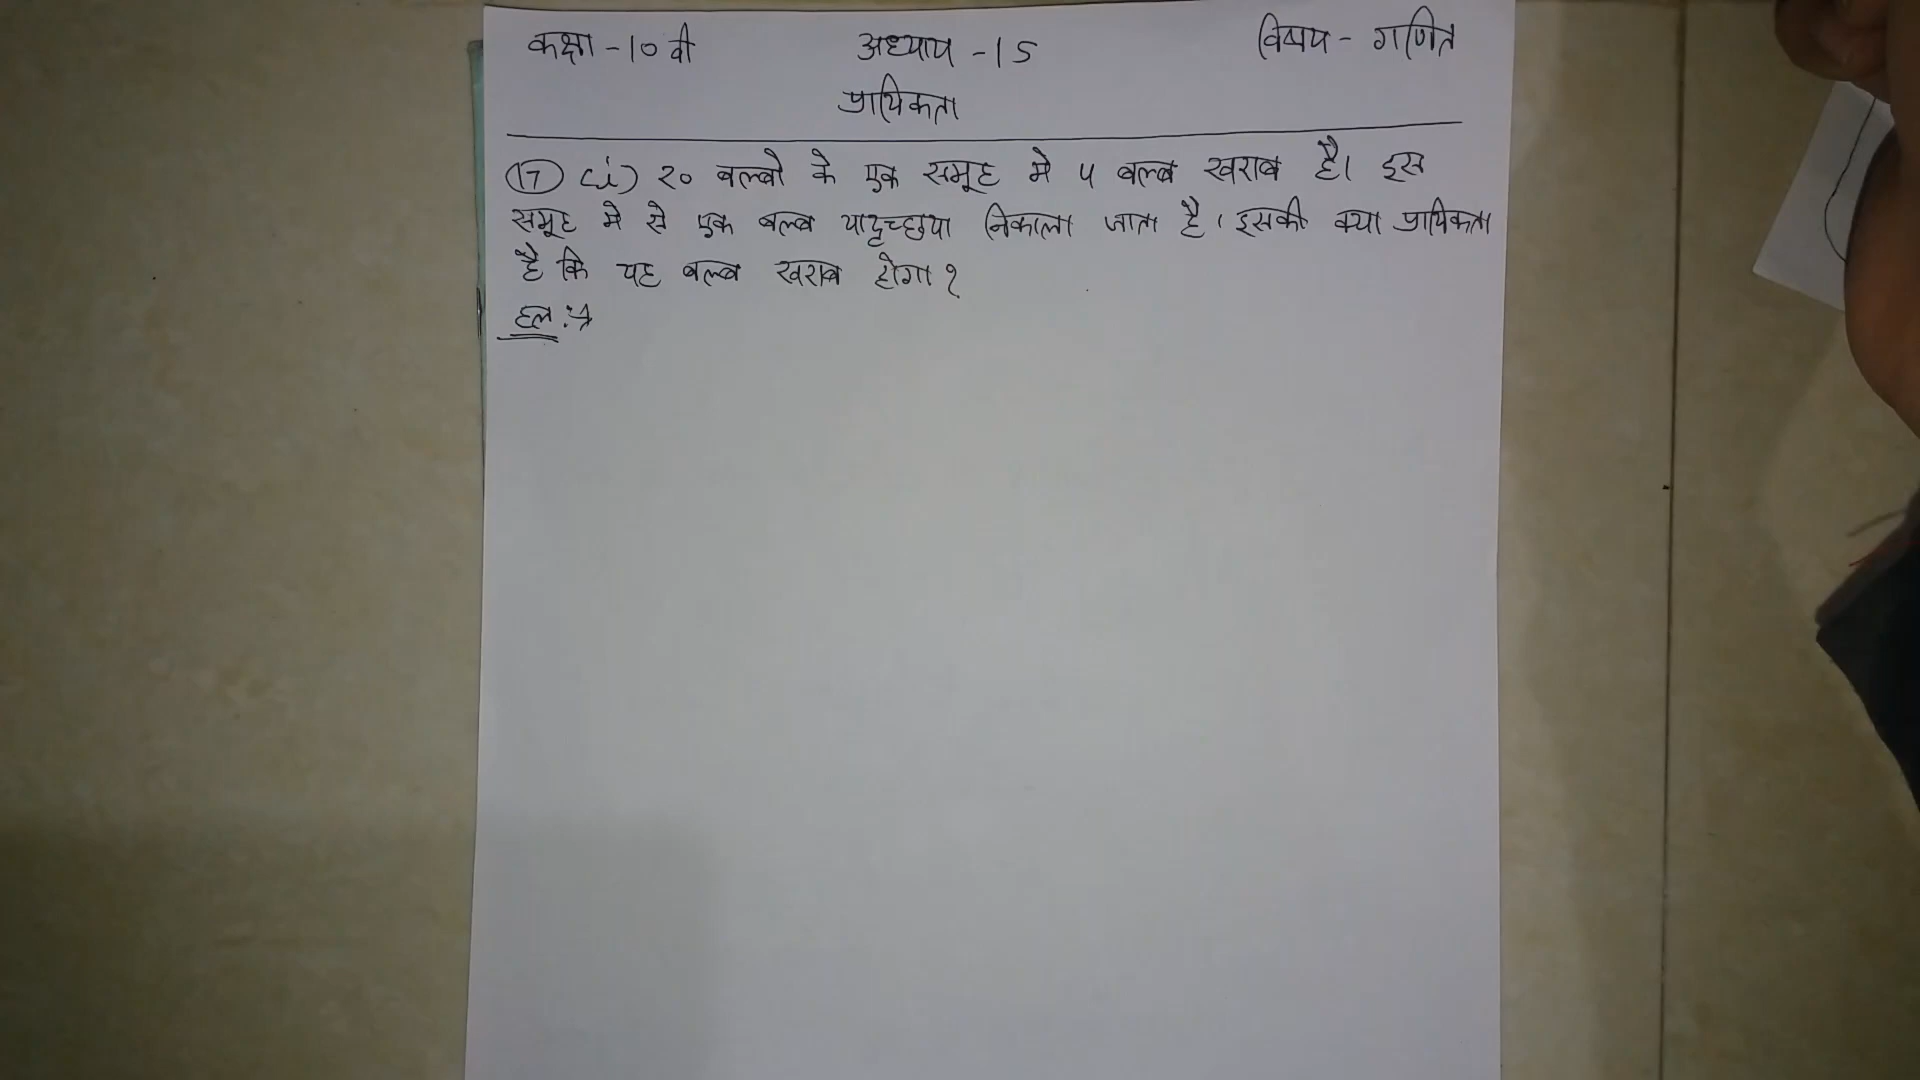 कक्षा - 10 वी अध्याय - 15 विषय - गणित
प्रायिकता
17 (i) 20 बल्बो के एक समूह मे 4 बल्ब खराब है। इस
समूह मे से एक बल्ब यादृच्छया निकाला जाता है। इसकी क्या प्रायिकता
है कि यह बल्ब खराब होगा?
हल :→